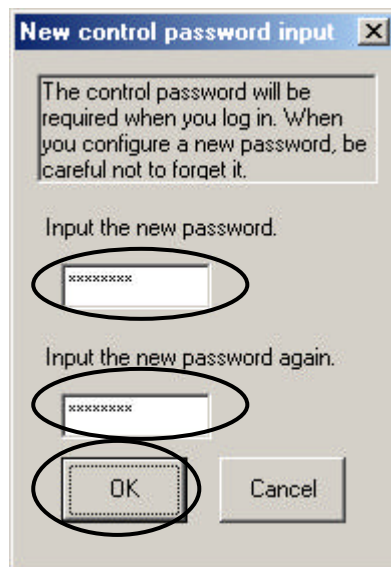 New control password input
The control password will be
required when you log in. When
you configure a new password, be
careful not to forget it.
Input the new password.
xxxxxxxx
Input the new password again.
xxxxxxxx
OK
Cancel